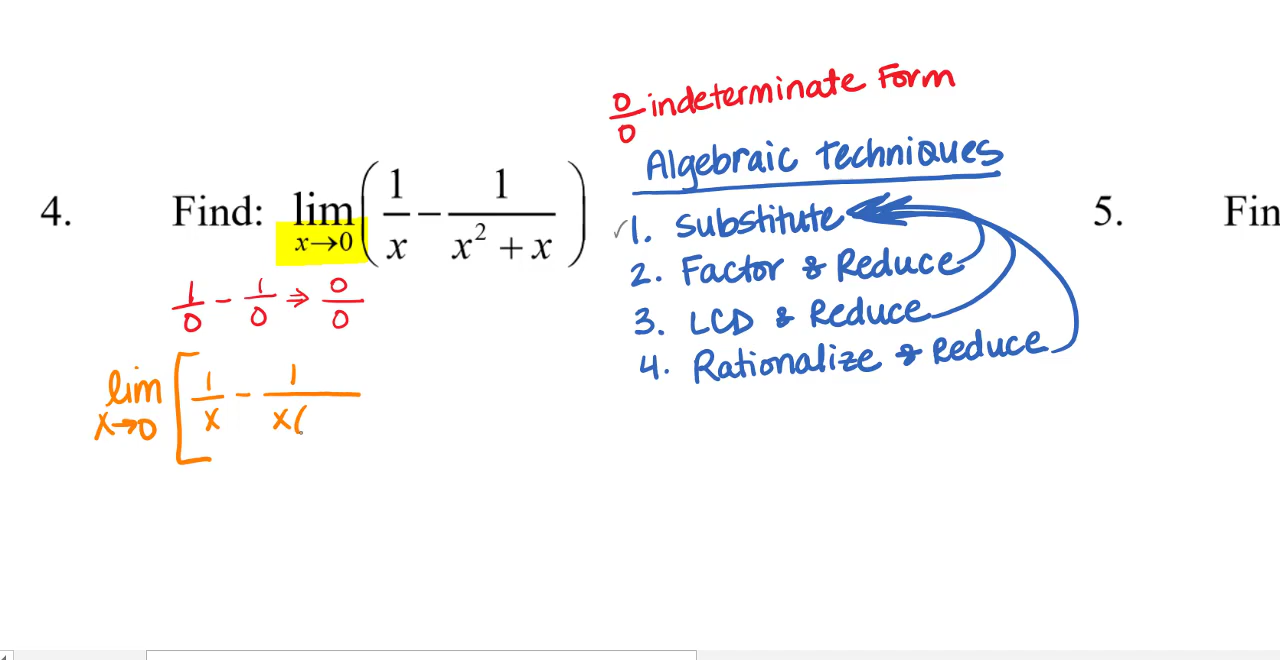 0/0 indeterminate Form
Algebraic techniques
4. Find: lim x→0 (1/x − 1/(x² + x))
✓1. Substitute
2. Factor & Reduce
3. LCD & Reduce
4. Rationalize & Reduce
5. Fin
1/0 - 1/0 ⇒ 0/0
lim x→0 [1/x - 1/x(